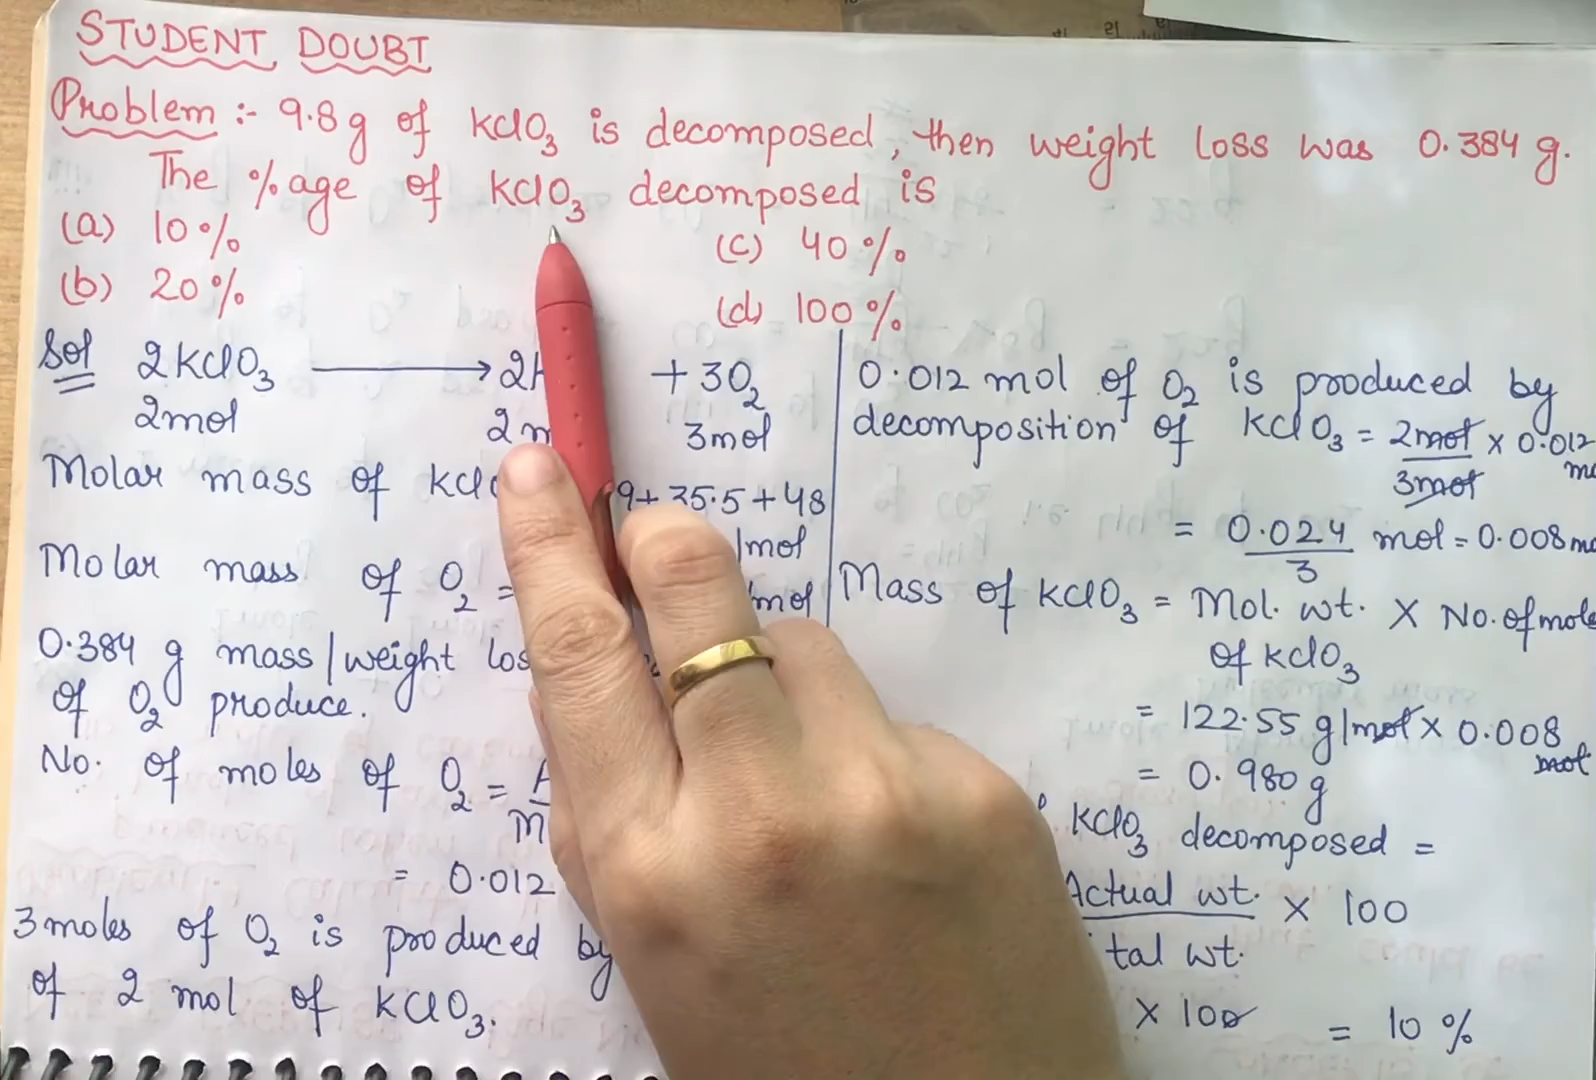 STUDENT DOUBT
Problem :- 9.8 g of KClO3 is decomposed, then weight loss was 0.384 g.
The %age of KClO3 decomposed is
(a) 10%
(b) 20%
(c) 40%
(d) 100%
Sol 2KClO3 → 2 + 3O2
2mol 2 3mol
Molar mass of 9+ 35.5 + 48
/mol
Molar mass of O2 = /mol
0.384 g mass/weight
of O2 produce.
No. of moles of O2 =
= 0.012
3 moles of O2 is produced by
of 2 mol of KClO3.
0.012 mol of O2 is produced by
decomposition of KClO3 = 2mol × 0.012
3mol
= 0.024 mol = 0.008
3
Mass of KClO3 = Mol. wt. × No. of mole
of KClO3
= 122.55 g/mol × 0.008
mol
= 0.980 g
KClO3 decomposed =
Actual wt. × 100
tal wt.
× 100 = 10 %